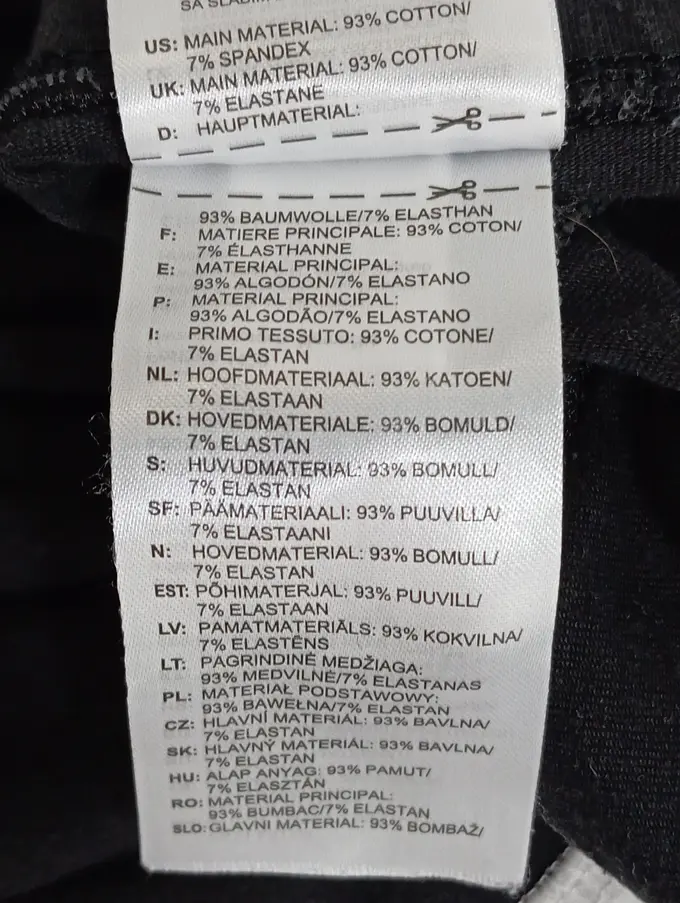 US: MAIN MATERIAL: 93% COTTON/
7% SPANDEX
UK: MAIN MATERIAL: 93% COTTON/
7% ELASTANE
D: HAUPTMATERIAL:
93% BAUMWOLLE/7% ELASTHAN
F: MATIERE PRINCIPALE: 93% COTON/
7% ÉLASTHANNE
E: MATERIAL PRINCIPAL:
93% ALGODÓN/7% ELASTANO
P: MATERIAL PRINCIPAL:
93% ALGODÃO/7% ELASTANO
I: PRIMO TESSUTO: 93% COTONE/
7% ELASTAN
NL: HOOFDMATERIAAL: 93% KATOEN/
7% ELASTAAN
DK: HOVEDMATERIALE: 93% BOMULD/
7% ELASTAN
S: HUVUDMATERIAL: 93% BOMULL/
7% ELASTAN
SF: PÄÄMATERIAALI: 93% PUUVILLA/
7% ELASTAANI
N: HOVEDMATERIAL: 93% BOMULL/
7% ELASTAN
EST: PÕHIMATERJAL: 93% PUUVILL/
7% ELASTAAN
LV: PAMATMATERIĀLS: 93% KOKVILNA/
7% ELASTĒNS
LT: PAGRINDINĖ MEDŽIAGA:
93% MEDVILNĖ/7% ELASTANAS
PL: MATERIAŁ PODSTAWOWY:
93% BAWEŁNA/7% ELASTAN
CZ: HLAVNÍ MATERIÁL: 93% BAVLNA/
7% ELASTAN
SK: HLAVNÝ MATERIÁL: 93% BAVLNA/
7% ELASTAN
HU: ALAP ANYAG: 93% PAMUT/
7% ELASZTÁN
RO: MATERIAL PRINCIPAL:
93% BUMBAC/7% ELASTAN
SLO: GLAVNI MATERIAL: 93% BOMBAŽ/